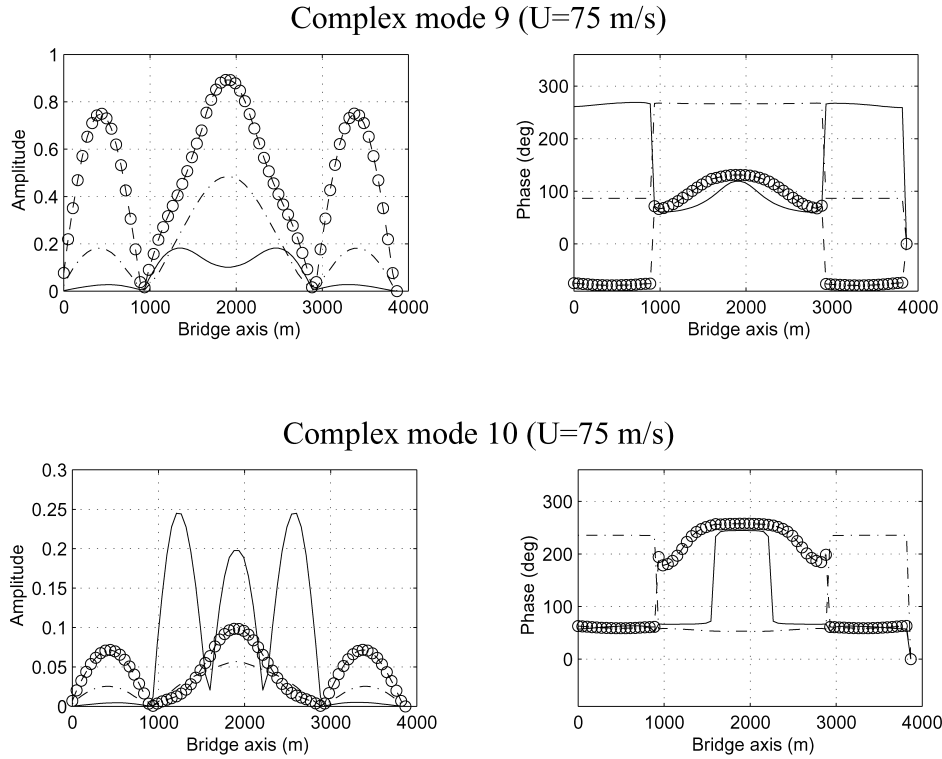 Complex mode 9 (U=75 m/s)
1
0.8
0.6
0.4
0.2
0
Amplitude
0 1000 2000 3000 4000
Bridge axis (m)
300
200
100
0
Phase (deg)
0 1000 2000 3000 4000
Bridge axis (m)
Complex mode 10 (U=75 m/s)
0.3
0.25
0.2
0.15
0.1
0.05
0
Amplitude
0 1000 2000 3000 4000
Bridge axis (m)
300
200
100
0
Phase (deg)
0 1000 2000 3000 4000
Bridge axis (m)